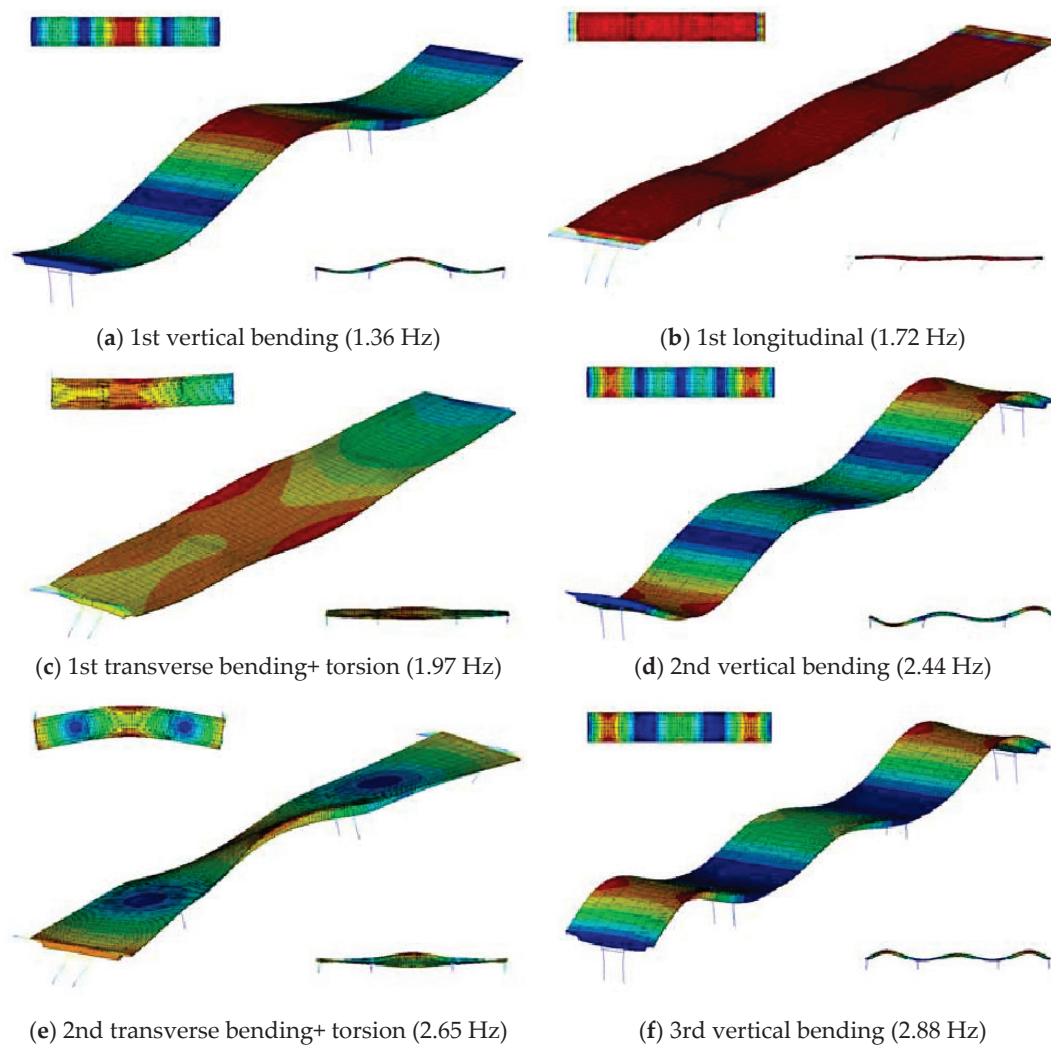 (a) 1st vertical bending (1.36 Hz)
(b) 1st longitudinal (1.72 Hz)
(c) 1st transverse bending+ torsion (1.97 Hz)
(d) 2nd vertical bending (2.44 Hz)
(e) 2nd transverse bending+ torsion (2.65 Hz)
(f) 3rd vertical bending (2.88 Hz)